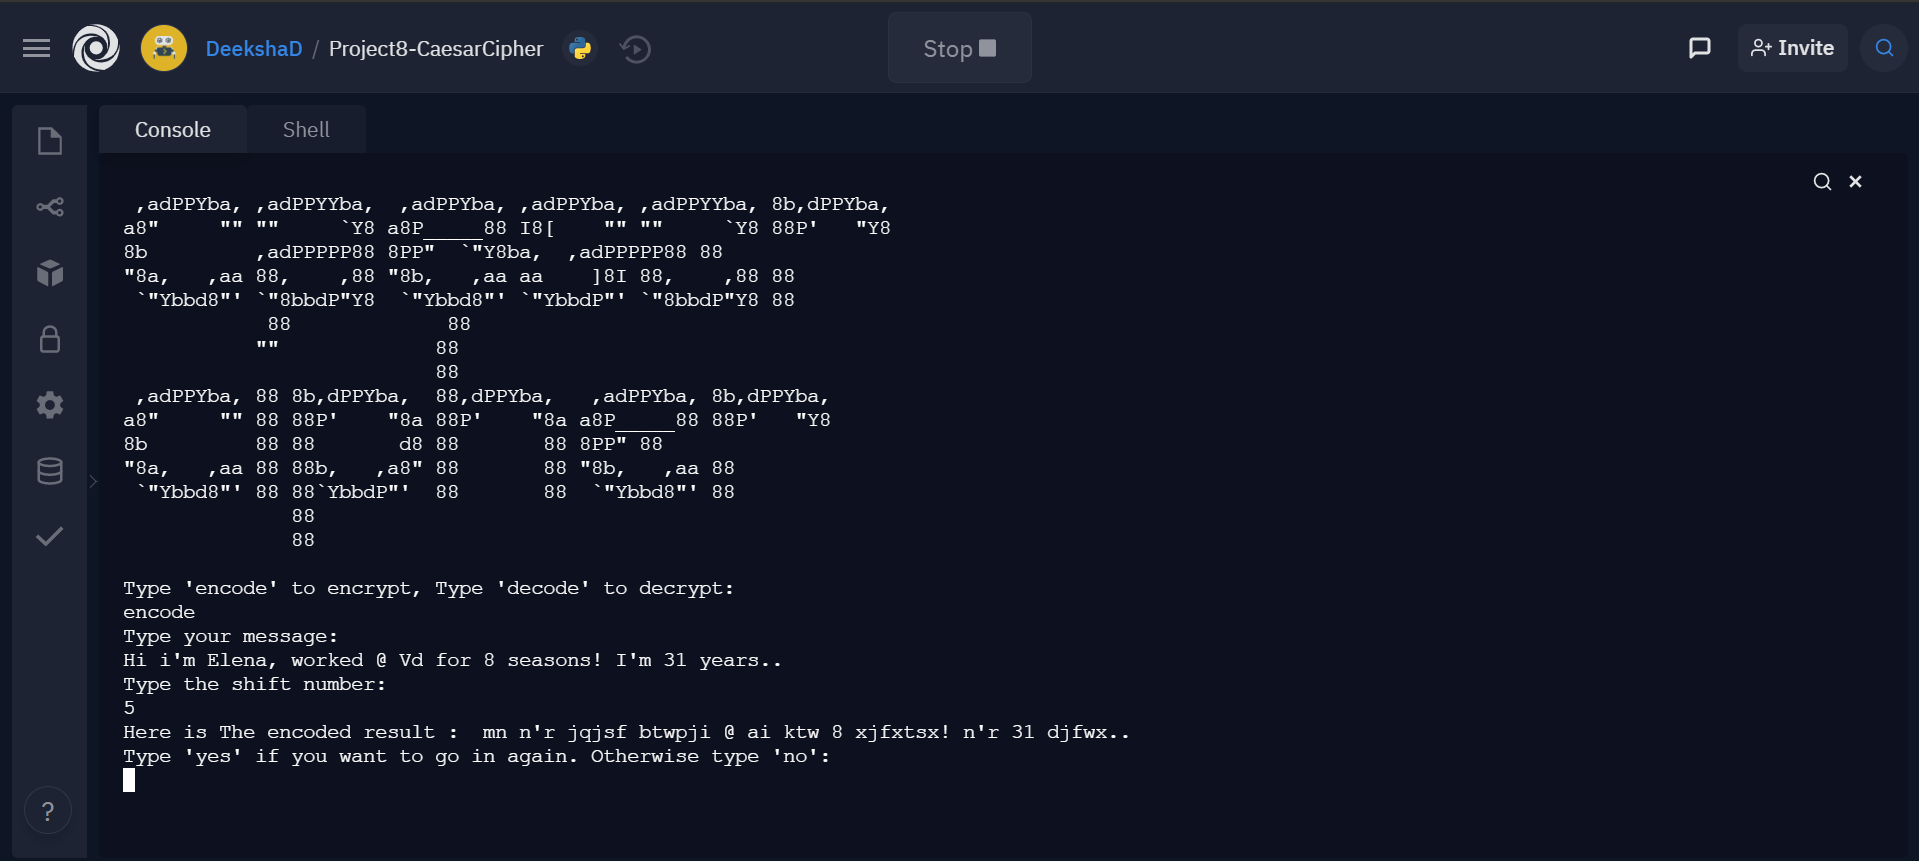 DeekshaD / Project8-CaesarCipher
Stop
Invite
Console Shell
 ,adPPYba, ,adPPYYba,  ,adPPYba, ,adPPYba, ,adPPYYba, 8b,dPPYba,
a8"     "" ""     `Y8 a8P_____88 I8[    "" ""     `Y8 88P'   "Y8
8b         ,adPPPPP88 8PP"  `"Y8ba,  ,adPPPPP88 88
"8a,   ,aa 88,    ,88 "8b,   ,aa aa    ]8I 88,    ,88 88
 `"Ybbd8"' `"8bbdP"Y8  `"Ybbd8"' `"YbbdP"' `"8bbdP"Y8 88
            88             88
           ""             88
                          88
 ,adPPYba, 88 8b,dPPYba,  88,dPPYba,   ,adPPYba, 8b,dPPYba,
a8"     "" 88 88P'    "8a 88P'    "8a a8P_____88 88P'   "Y8
8b         88 88       d8 88       88 8PP" 88
"8a,   ,aa 88 88b,   ,a8" 88       88 "8b,   ,aa 88
 `"Ybbd8"' 88 88`YbbdP"'  88       88  `"Ybbd8"' 88
              88
              88
Type 'encode' to encrypt, Type 'decode' to decrypt:
encode
Type your message:
Hi i'm Elena, worked @ Vd for 8 seasons! I'm 31 years..
Type the shift number:
5
Here is The encoded result :  mn n'r jqjsf btwpji @ ai ktw 8 xjfxtsx! n'r 31 djfwx..
Type 'yes' if you want to go in again. Otherwise type 'no':
?